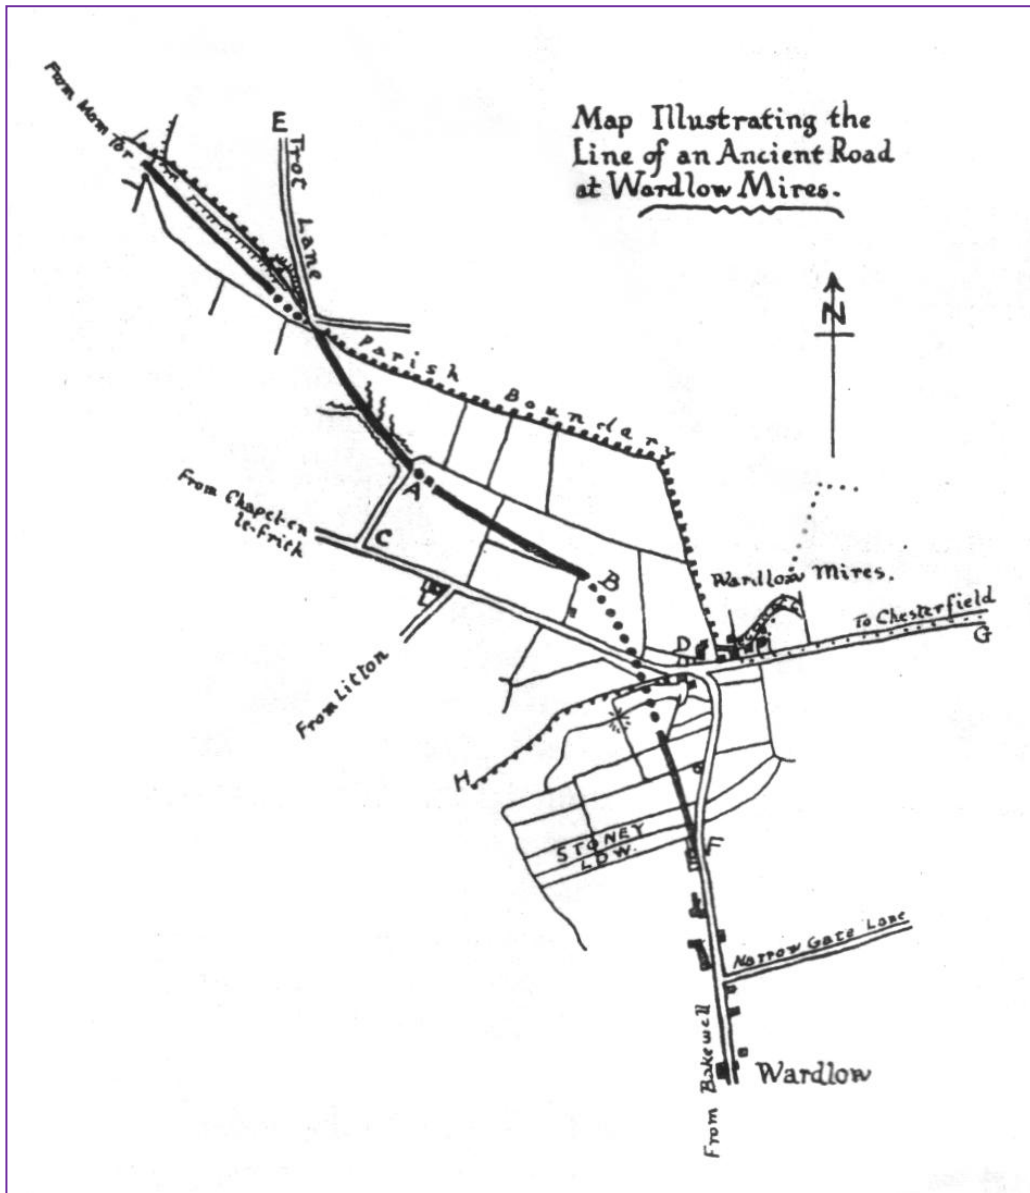 Map Illustrating the
Line of an Ancient Road
at Wardlow Mires.
From Mam Tor
E
Trot Lane
N
Parish Boundary
A
From Chapel-en
le-frith
C
B
Wardlow Mires.
D
To Chesterfield
G
From Litton
H
STONEY
LOW.
F
Narrow Gate Lane
From Bakewell
Wardlow